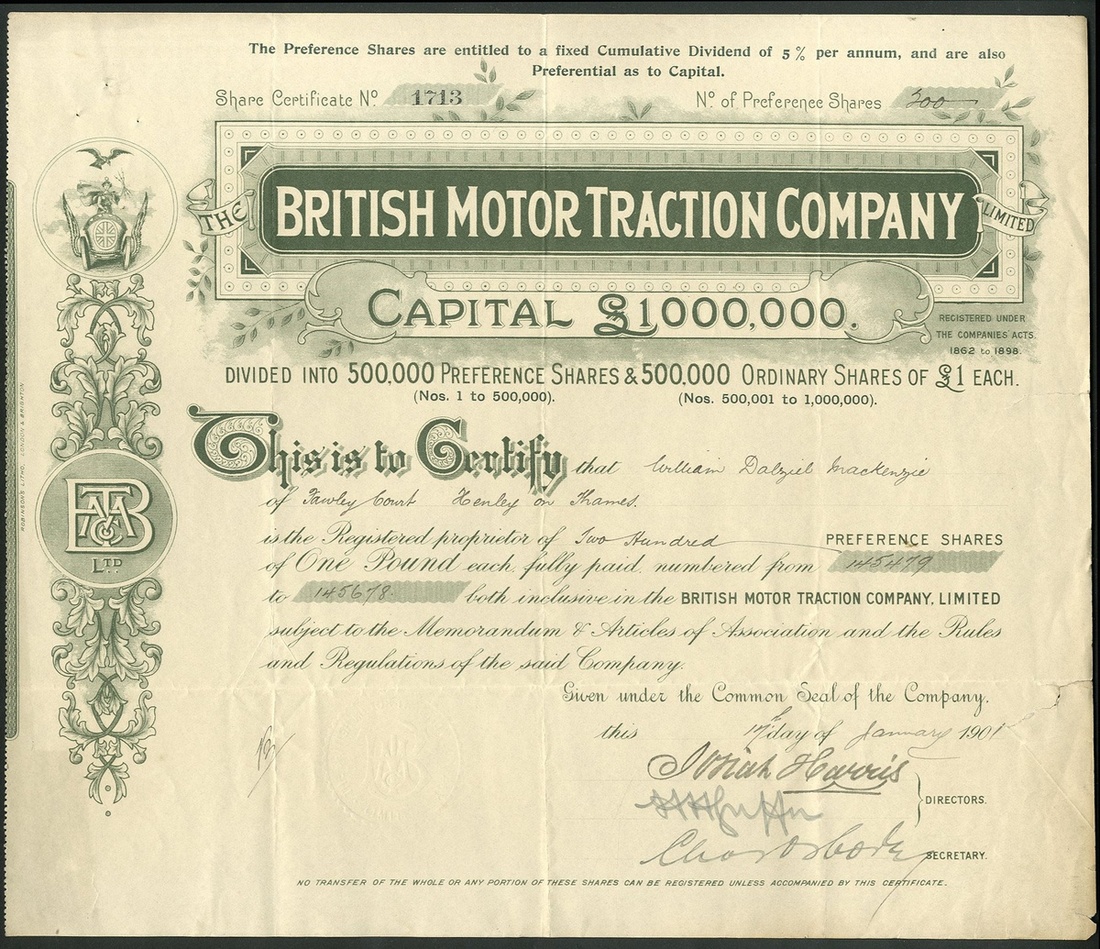 The Preference Shares are entitled to a fixed Cumulative Dividend of 5% per annum, and are also
Preferential as to Capital.
Share Certificate No. 1713
No. of Preference Shares 200
THE BRITISH MOTOR TRACTION COMPANY LIMITED
CAPITAL £1000,000.
REGISTERED UNDER
THE COMPANIES ACTS.
1862 to 1898.
DIVIDED INTO 500,000 PREFERENCE SHARES & 500,000 ORDINARY SHARES OF £1 EACH.
(Nos. 1 to 500,000). (Nos. 500,001 to 1,000,000).
This is to Certify that William Dalziel Mackenzie
of Fawley Court Henley on Thames.
is the Registered proprietor of Two Hundred PREFERENCE SHARES
of One Pound each, fully paid, numbered from 145479
to 145678. both inclusive in the BRITISH MOTOR TRACTION COMPANY, LIMITED
subject to the Memorandum & Articles of Association and the Rules
and Regulations of the said Company.
Given under the Common Seal of the Company.
this 17th day of January 1901
Josiah Harris
DIRECTORS.
SECRETARY.
NO TRANSFER OF THE WHOLE OR ANY PORTION OF THESE SHARES CAN BE REGISTERED UNLESS ACCOMPANIED BY THIS CERTIFICATE.
LTD
ROBINSONS LITHO, LONDON & BRIGHTON